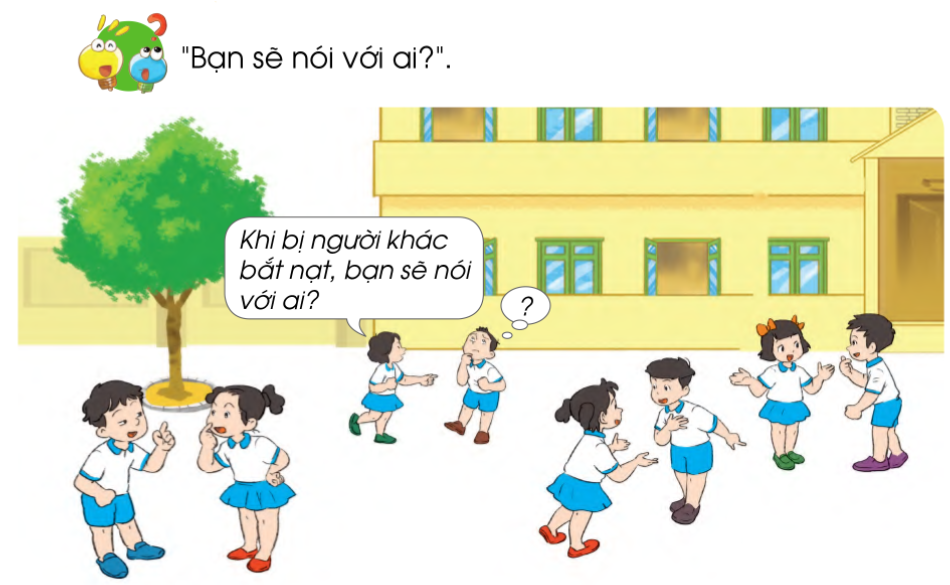 "Bạn sẽ nói với ai?".
Khi bị người khác
bắt nạt, bạn sẽ nói
với ai?
?